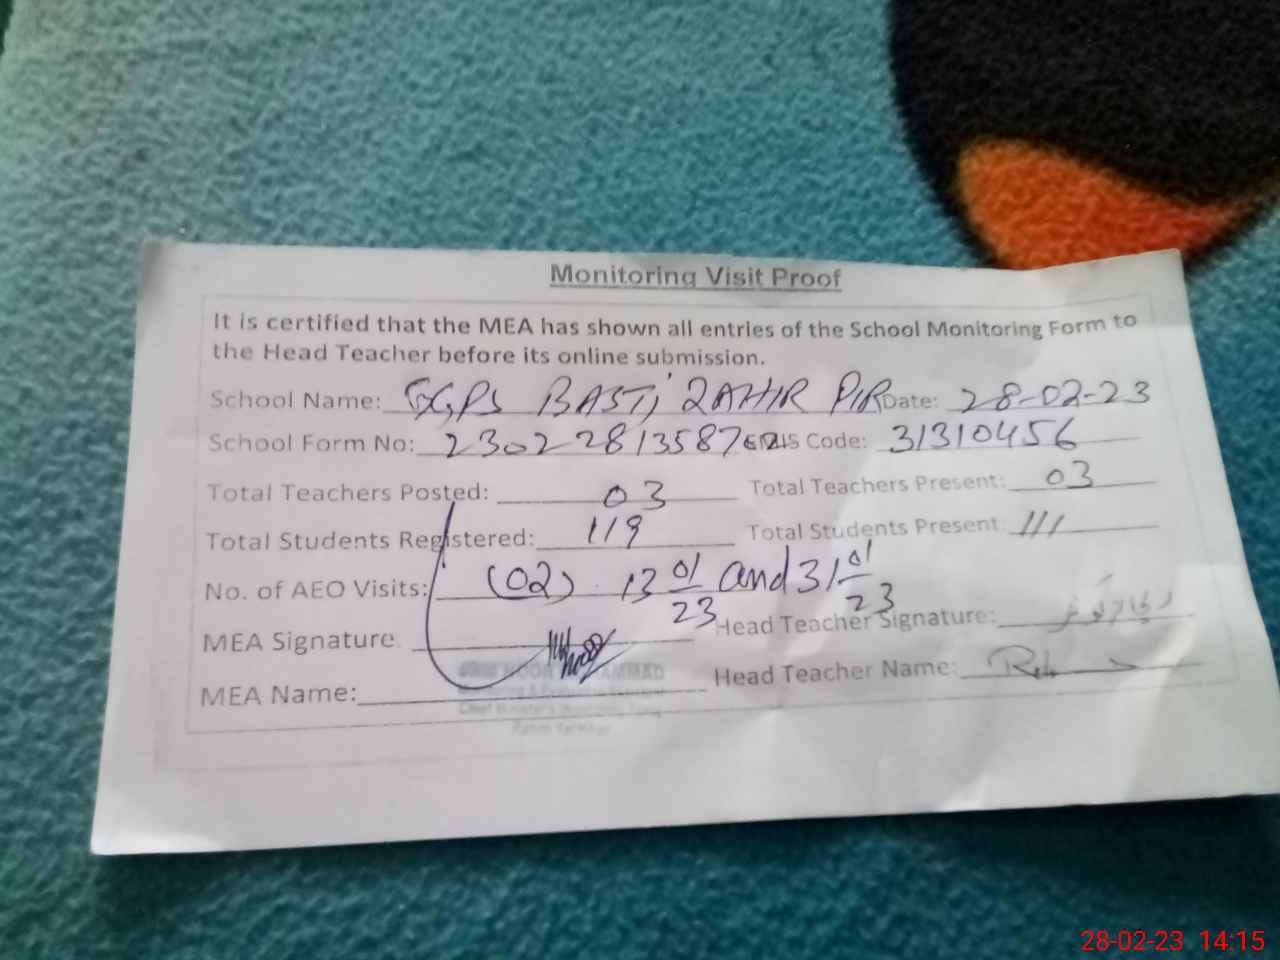 Monitoring Visit Proof
It is certified that the MEA has shown all entries of the School Monitoring Form to
the Head Teacher before its online submission.
School Name: GGPS BASTI ZAHIR PIR Date: 28-02-23
School Form No: 230228135876 EMIS Code: 31310456
Total Teachers Posted: 03 Total Teachers Present: 03
Total Students Registered: 119 Total Students Present: 111
No. of AEO Visits: (02) 13 01/23 and 31 01/23
MEA Signature. Head Teacher Signature:
MEA Name: Head Teacher Name:
28-02-23 14:15